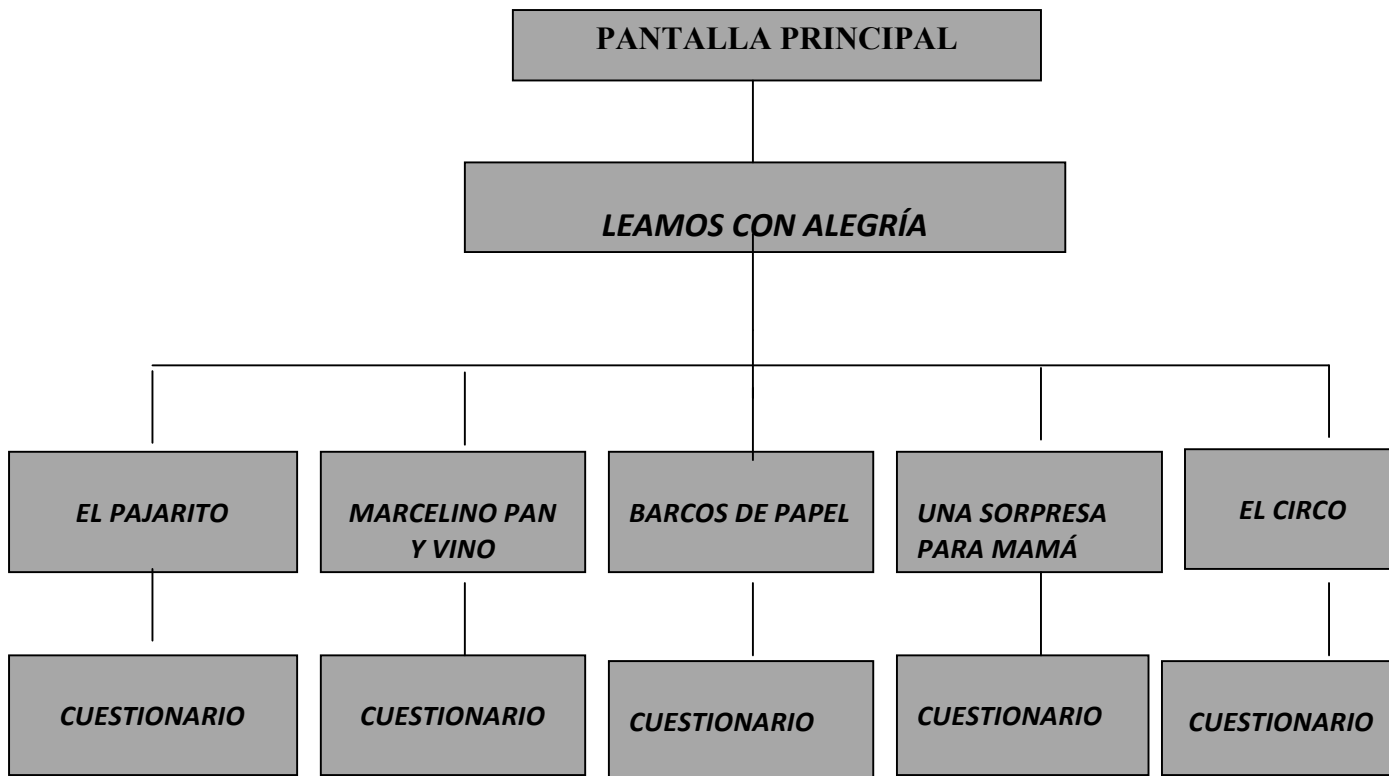 PANTALLA PRINCIPAL
LEAMOS CON ALEGRÍA
EL PAJARITO
MARCELINO PAN
Y VINO
BARCOS DE PAPEL
UNA SORPRESA
PARA MAMÁ
EL CIRCO
CUESTIONARIO
CUESTIONARIO
CUESTIONARIO
CUESTIONARIO
CUESTIONARIO